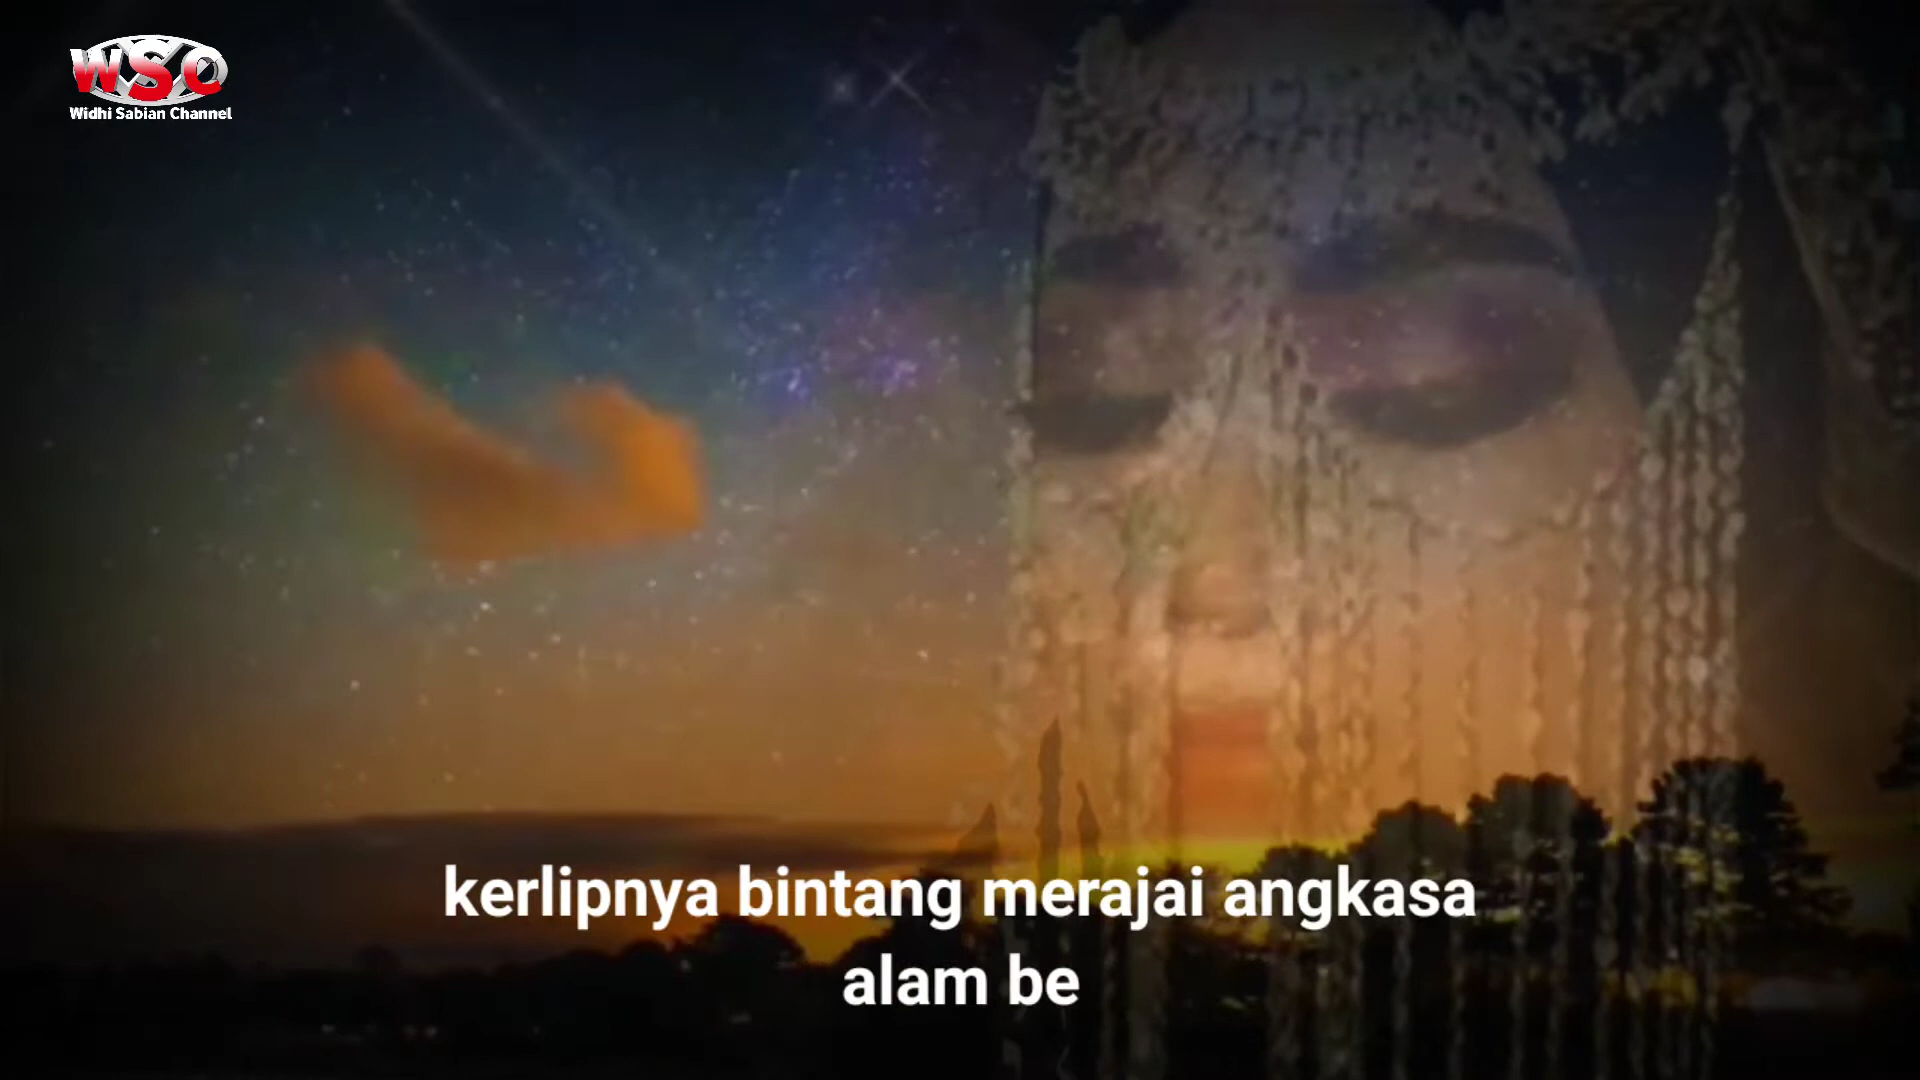 WSC
Widhi Sabian Channel
kerlipnya bintang merajai angkasa
alam be